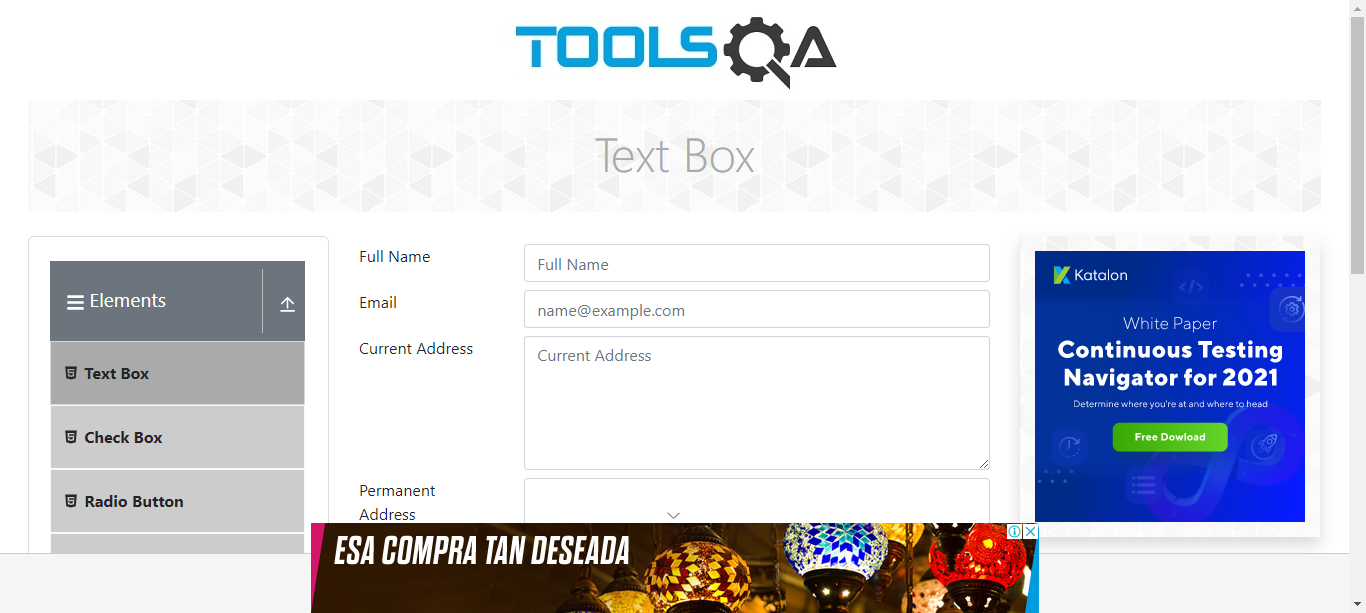 TOOLSQA
Text Box
Elements
Text Box
Check Box
Radio Button
Full Name
Full Name
Email
name@example.com
Current Address
Current Address
Permanent
Address
Katalon
White Paper
Continuous Testing
Navigator for 2021
Determine where you're at and where to head
Free Dowload
ESA COMPRA TAN DESEADA